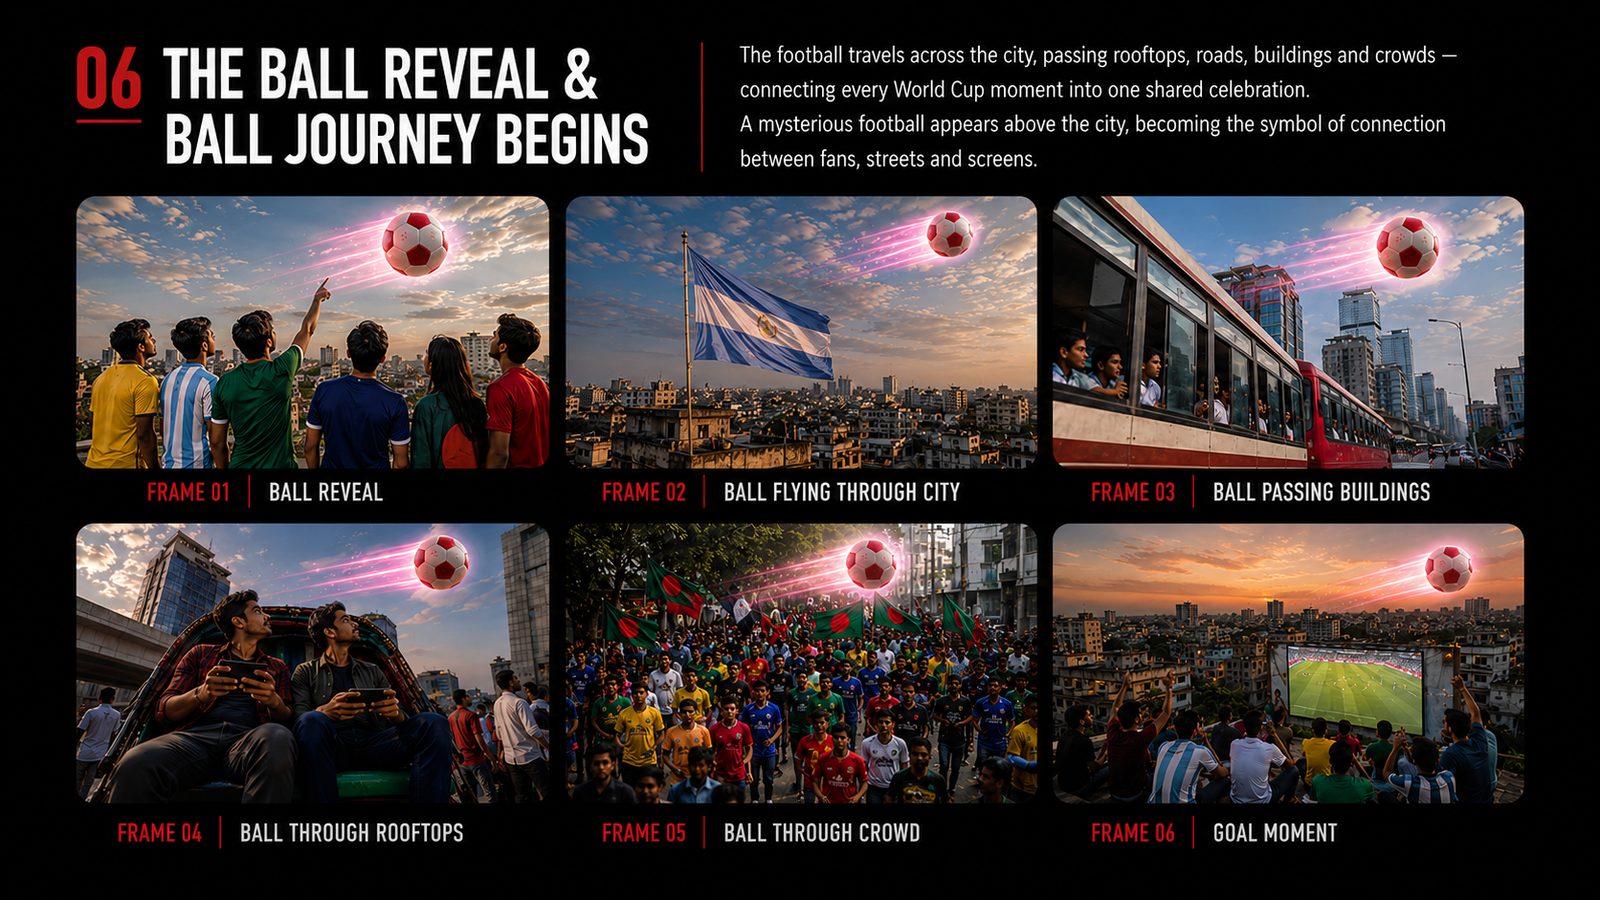 06
THE BALL REVEAL &
BALL JOURNEY BEGINS
The football travels across the city, passing rooftops, roads, buildings and crowds —
connecting every World Cup moment into one shared celebration.
A mysterious football appears above the city, becoming the symbol of connection
between fans, streets and screens.
FRAME 01 | BALL REVEAL
FRAME 02 | BALL FLYING THROUGH CITY
FRAME 03 | BALL PASSING BUILDINGS
FRAME 04 | BALL THROUGH ROOFTOPS
FRAME 05 | BALL THROUGH CROWD
FRAME 06 | GOAL MOMENT